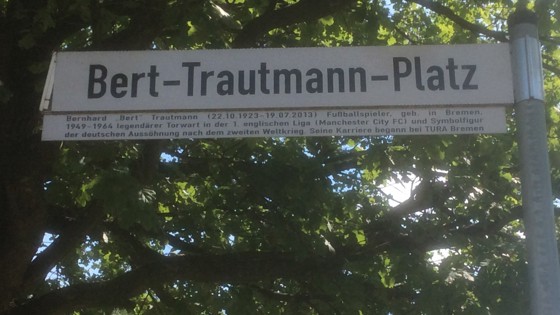 Bert-Trautmann-Platz
Bernhard „Bert" Trautmann (22.10.1923-19.07.2013) Fußballspieler, geb. in Bremen,
1949-1964 legendärer Torwart in der 1. englischen Liga (Manchester City FC) und Symbolfigur
der deutschen Aussöhnung nach dem zweiten Weltkrieg. Seine Karriere begann bei TURA Bremen